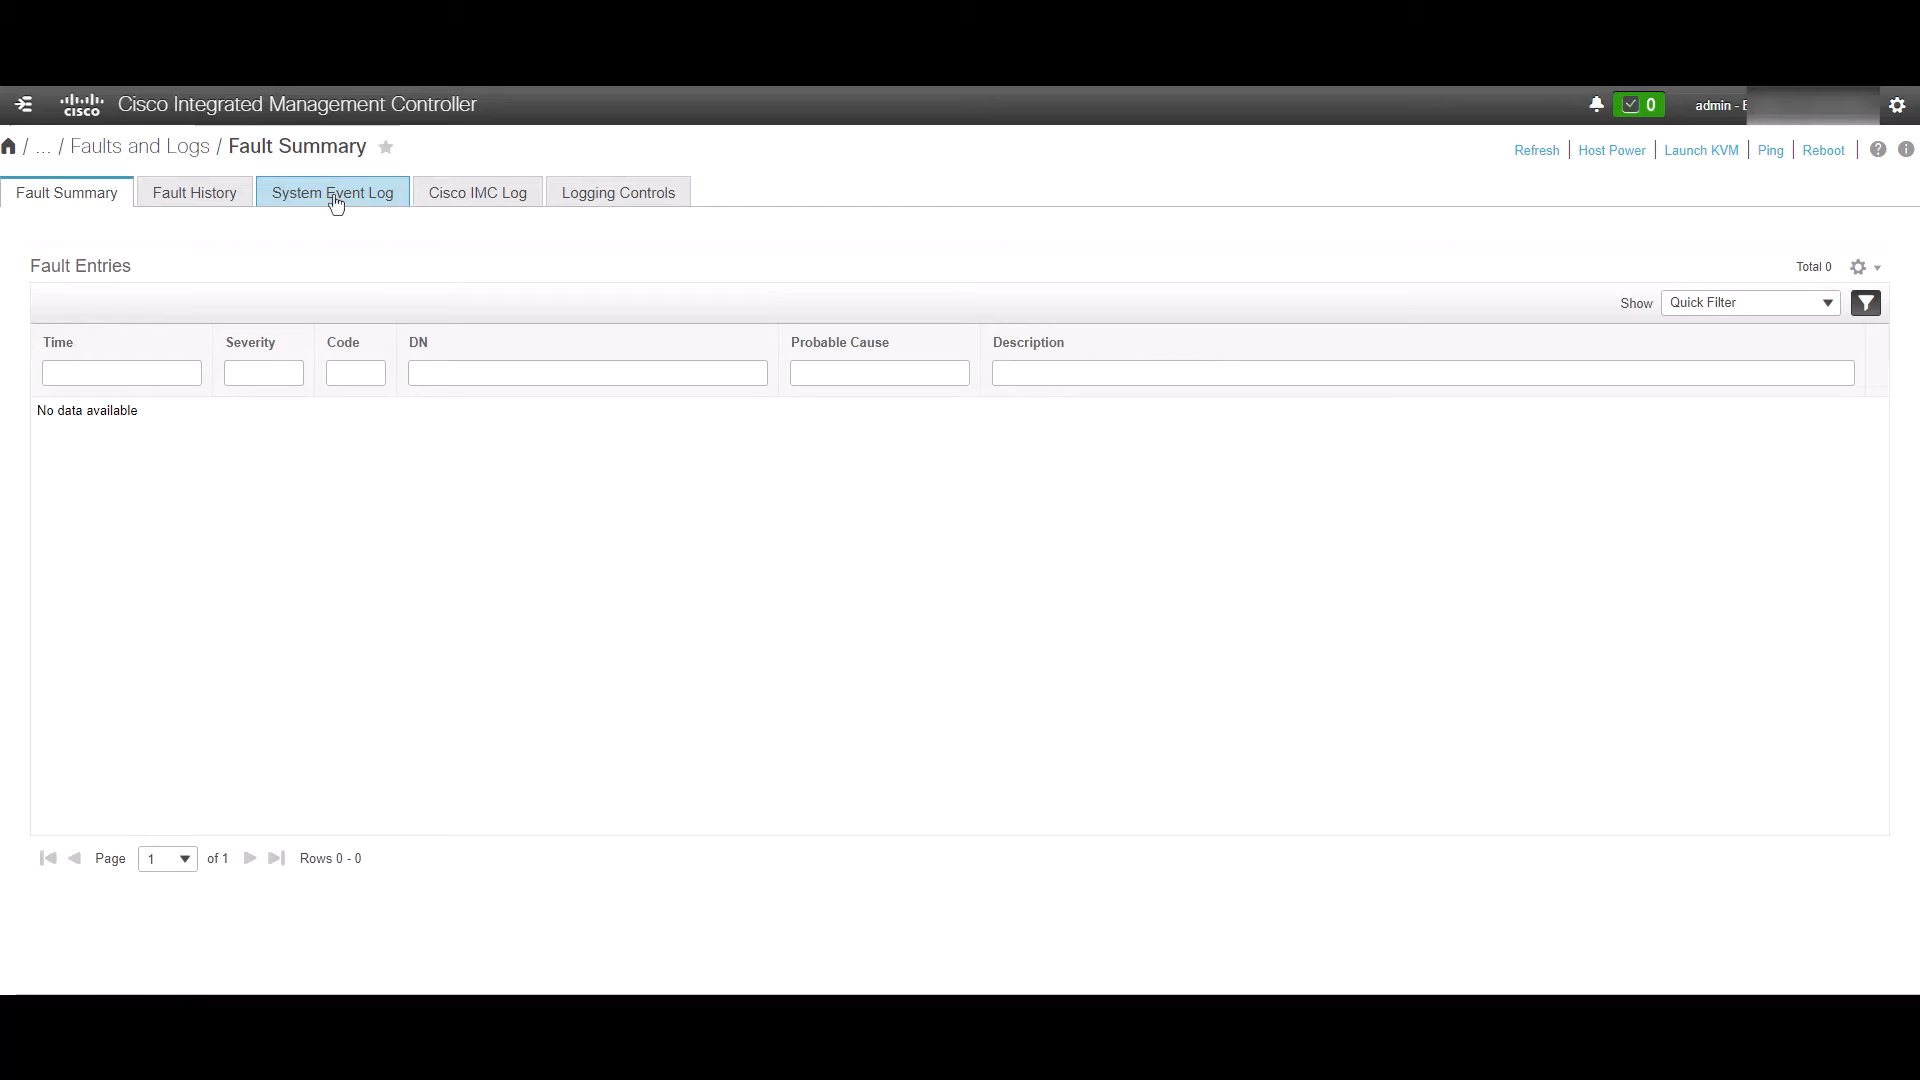 cisco Cisco Integrated Management Controller 0 admin -
/ ... / Faults and Logs / Fault Summary Refresh Host Power Launch KVM Ping Reboot
Fault Summary Fault History System Event Log Cisco IMC Log Logging Controls
Fault Entries Total 0
Show Quick Filter
Time Severity Code DN Probable Cause Description
No data available
Page 1 of 1 Rows 0 - 0